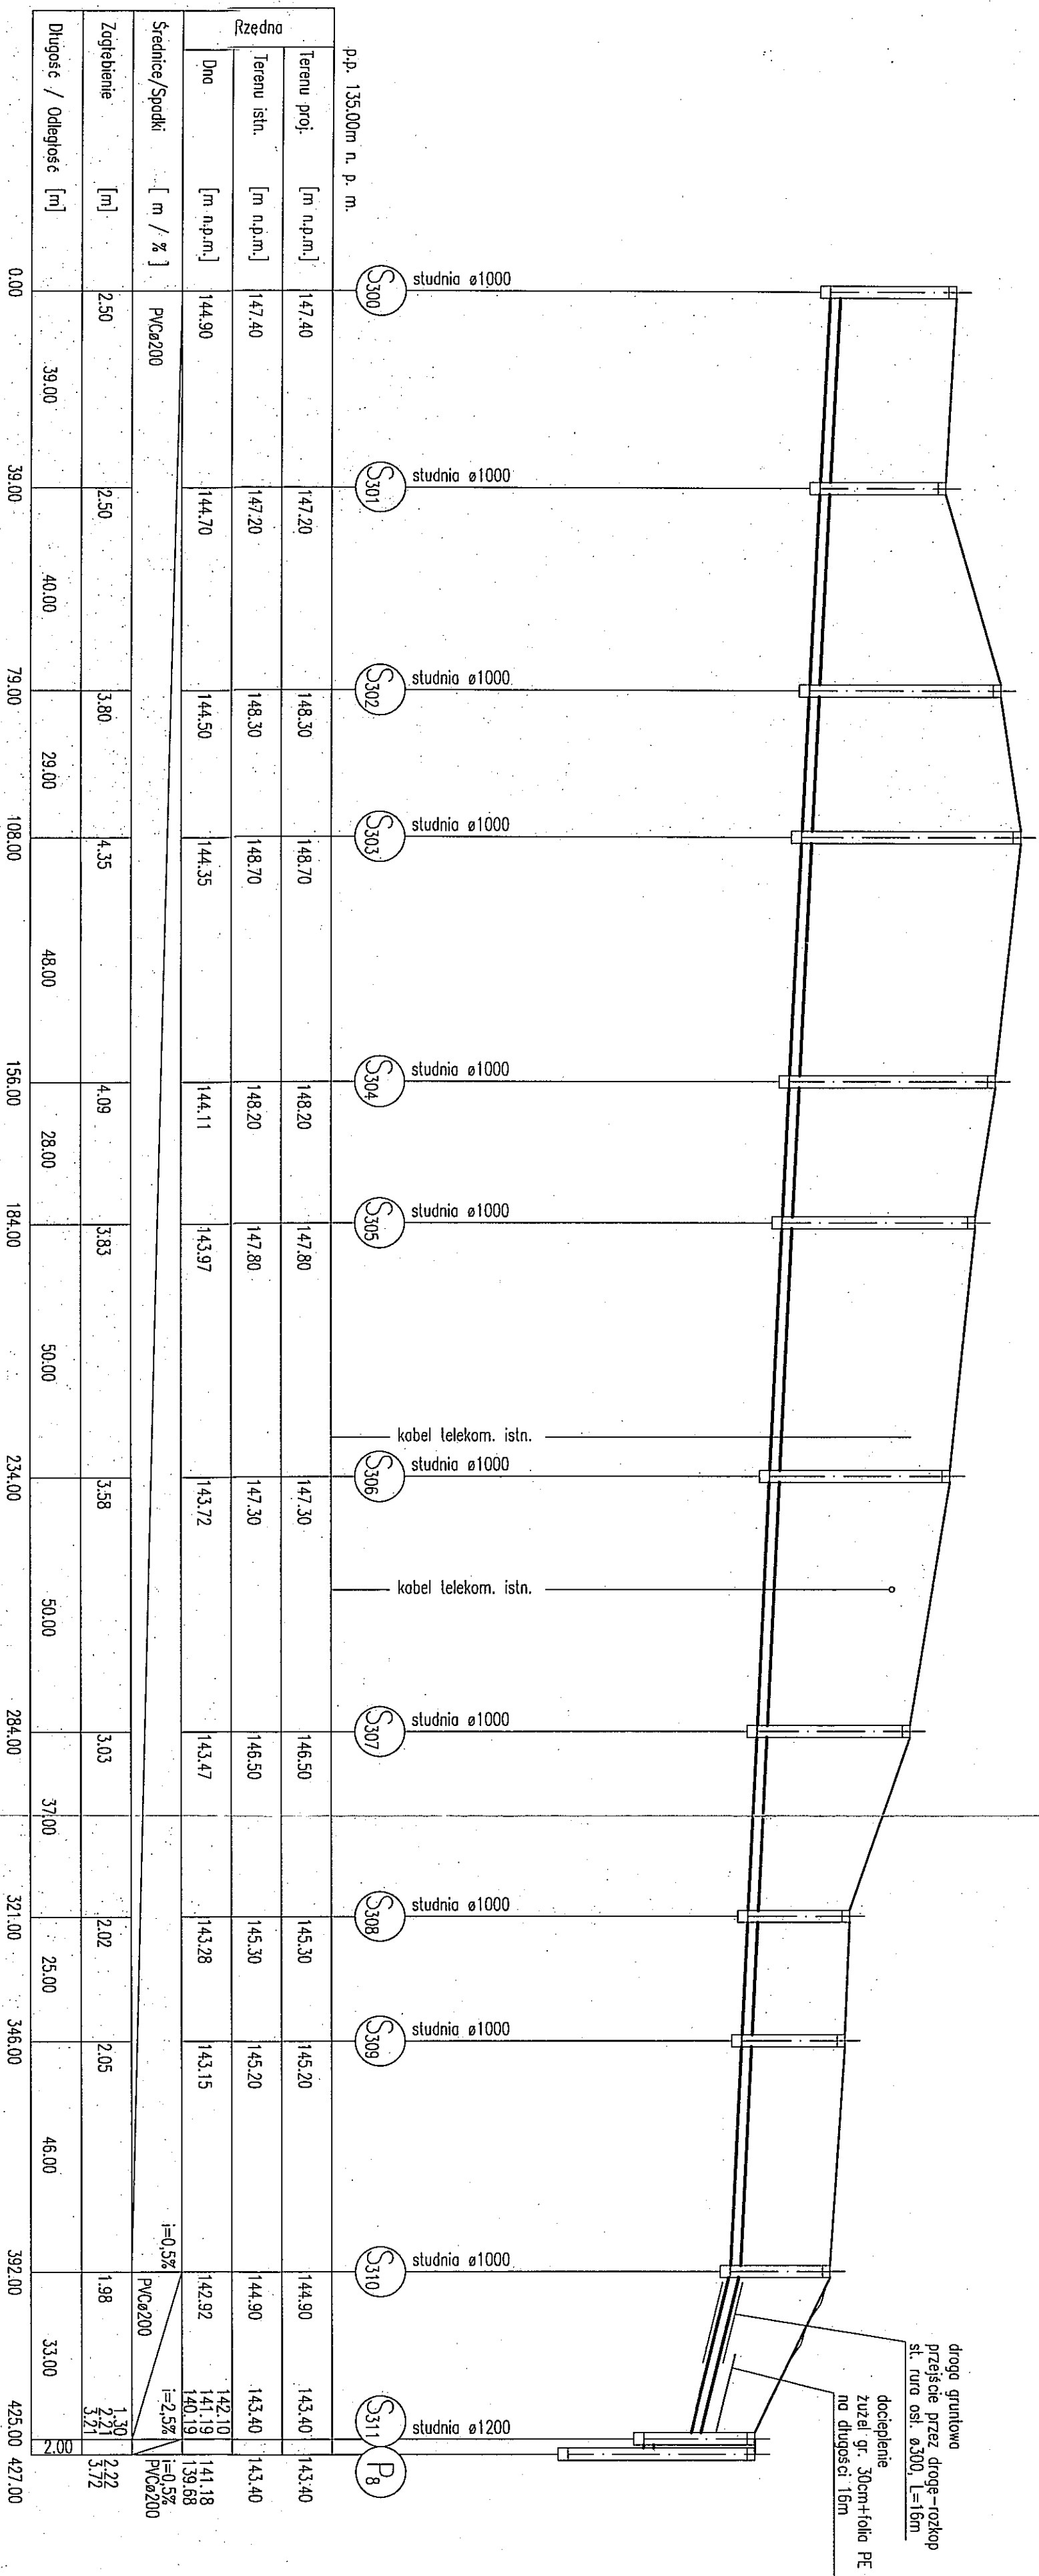 droga gruntowa
przejście przez drogę-rozkop
st. rura osł. ø300, L=16m
docieplenie
żużel gr. 30cm+folia PE
na długości 16m
kabel telekom. istn.
kabel telekom. istn.
studnia ø1000
studnia ø1000
studnia ø1000
studnia ø1000
studnia ø1000
studnia ø1000
studnia ø1000
studnia ø1000
studnia ø1000
studnia ø1000
studnia ø1000
studnia ø1200
S300 S301 S302 S303 S304 S305 S306 S307 S308 S309 S310 S311 P8
p.p. 135.00m n. p. m.
Rzędna
Terenu proj. [m n.p.m.] 147.40 147.20 148.30 148.70 148.20 147.80 147.30 146.50 145.30 145.20 144.90 143.40 143.40
Terenu istn. [m n.p.m.] 147.40 147.20 148.30 148.70 148.20 147.80 147.30 146.50 145.30 145.20 144.90 143.40 143.40
Dna [m n.p.m.] 144.90 144.70 144.50 144.35 144.11 143.97 143.72 143.47 143.28 143.15 142.92
142.10
141.19 141.18
140.19 139.68
Średnice/Spadki [ m / % ] PVCø200 i=0,5% PVCø200 i=2,5% i=0,5% PVCø200
Zagłebienie [m] 2.50 2.50 3.80 4.35 4.09 3.83 3.58 3.03 2.02 2.05 1.98
1.30
2.21 2.22
3.21 3.72
Długość / Odległość [m] 39.00 40.00 29.00 48.00 28.00 50.00 50.00 37.00 25.00 46.00 33.00 2.00
0.00 39.00 79.00 108.00 156.00 184.00 234.00 284.00 321.00 346.00 392.00 425.00 427.00